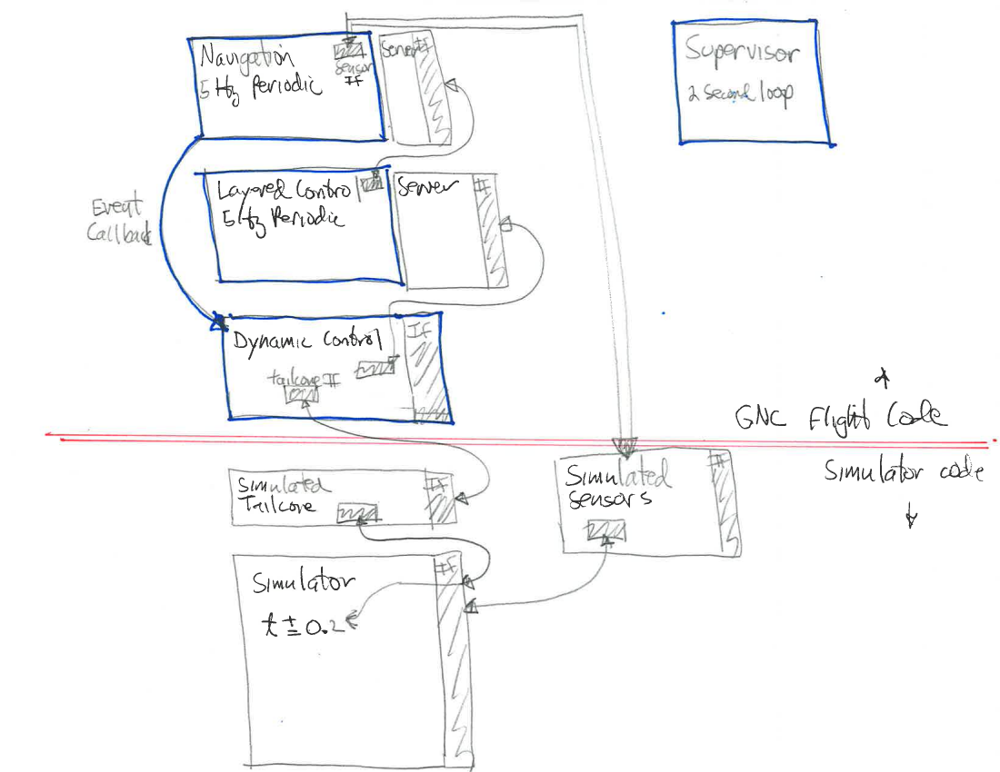 Navigation
5 Hz Periodic
sensor
IF
Server
IF
Supervisor
2 second loop
Layered Control
5 Hz Periodic
Server
IF
Event
Callback
Dynamic Control
IF
tailcone IF
GNC Flight Code
Simulator code
Simulated
Tailcone
IF
Simulated
sensors
IF
Simulator
IF
t ± 0.2